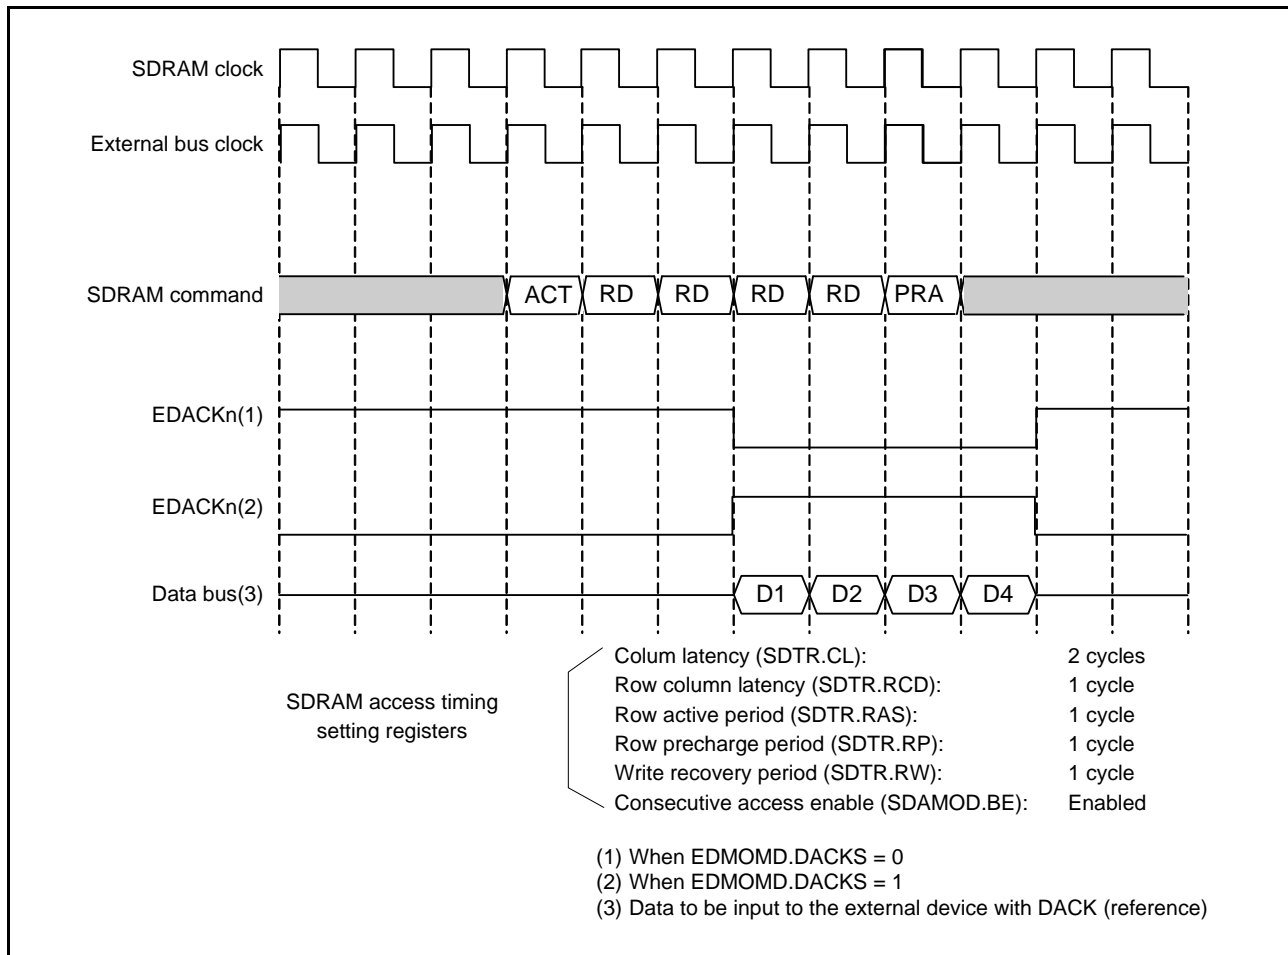 SDRAM clock
External bus clock
SDRAM command
ACT RD RD RD RD PRA
EDACKn(1)
EDACKn(2)
Data bus(3)
D1 D2 D3 D4
SDRAM access timing
setting registers
Colum latency (SDTR.CL): 2 cycles
Row column latency (SDTR.RCD): 1 cycle
Row active period (SDTR.RAS): 1 cycle
Row precharge period (SDTR.RP): 1 cycle
Write recovery period (SDTR.RW): 1 cycle
Consecutive access enable (SDAMOD.BE): Enabled
(1) When EDMOMD.DACKS = 0
(2) When EDMOMD.DACKS = 1
(3) Data to be input to the external device with DACK (reference)